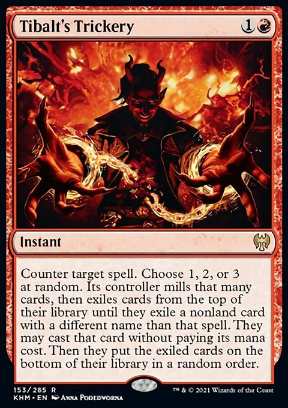 Tibalt's Trickery 1
Instant
Counter target spell. Choose 1, 2, or 3
at random. Its controller mills that many
cards, then exiles cards from the top of
their library until they exile a nonland card
with a different name than that spell. They
may cast that card without paying its mana
cost. Then they put the exiled cards on the
bottom of their library in a random order.
153/285 R
KHM • EN Anna Podedworna
™ & © 2021 Wizards of the Coast